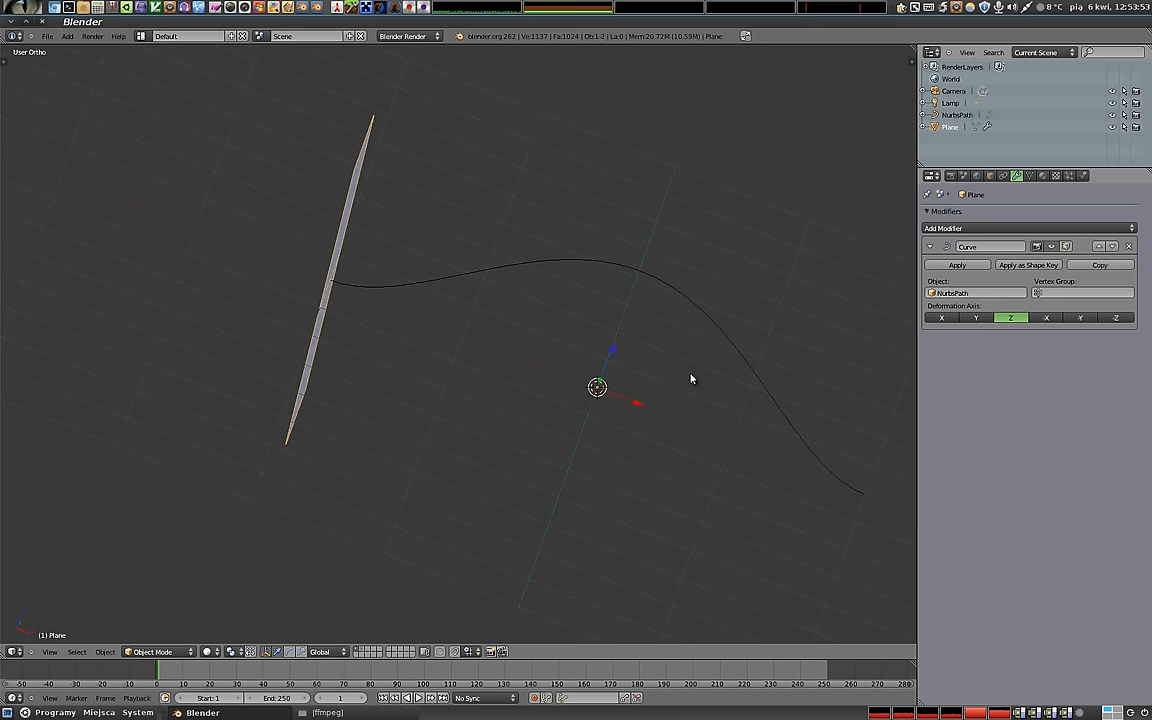 8 °C pią 6 kwi, 12:53:53
Blender
File Add Render Help Default Scene Blender Render blender.org 262 | Ve:1137 | Fa:1024 | Ob:1-2 | La:0 | Mem:20.72M (10.59M) | Plane
View Search Current Scene
User Ortho
RenderLayers
World
Camera
Lamp
NurbsPath
Plane
Plane
Modifiers
Add Modifier
Curve
Apply Apply as Shape Key Copy
Object: Vertex Group:
NurbsPath
Deformation Axis:
X Y Z -X -Y -Z
(1) Plane
View Select Object Object Mode Global
-50 -40 -30 -20 -10 0 10 20 30 40 50 60 70 80 90 100 110 120 130 140 150 160 170 180 190 200 210 220 230 240 250 260 270 280
View Marker Frame Playback Start: 1 End: 250 1 No Sync
Programy Miejsca System Blender [ffmpeg]